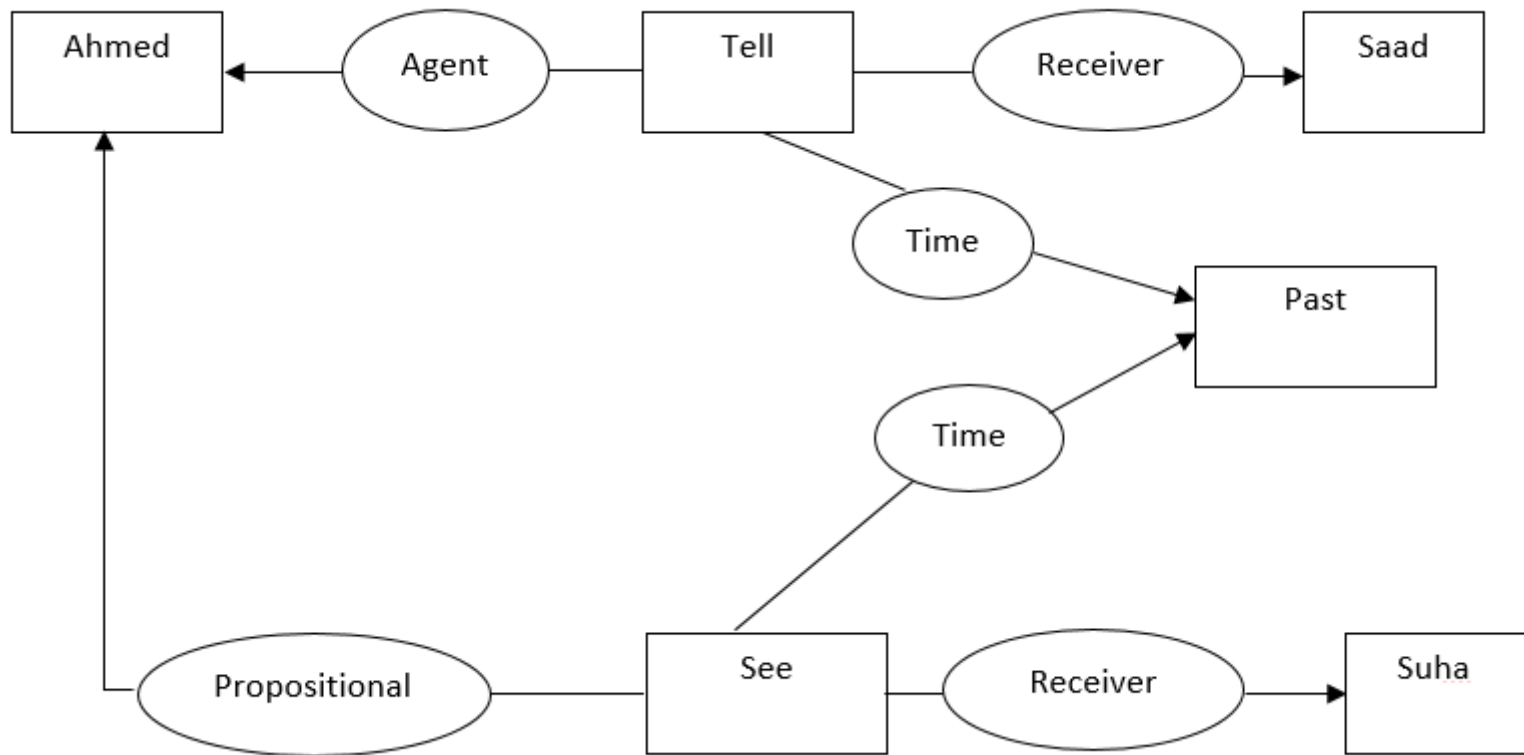 Ahmed
Agent
Tell
Receiver
Saad
Time
Past
Time
Propositional
See
Receiver
Suha